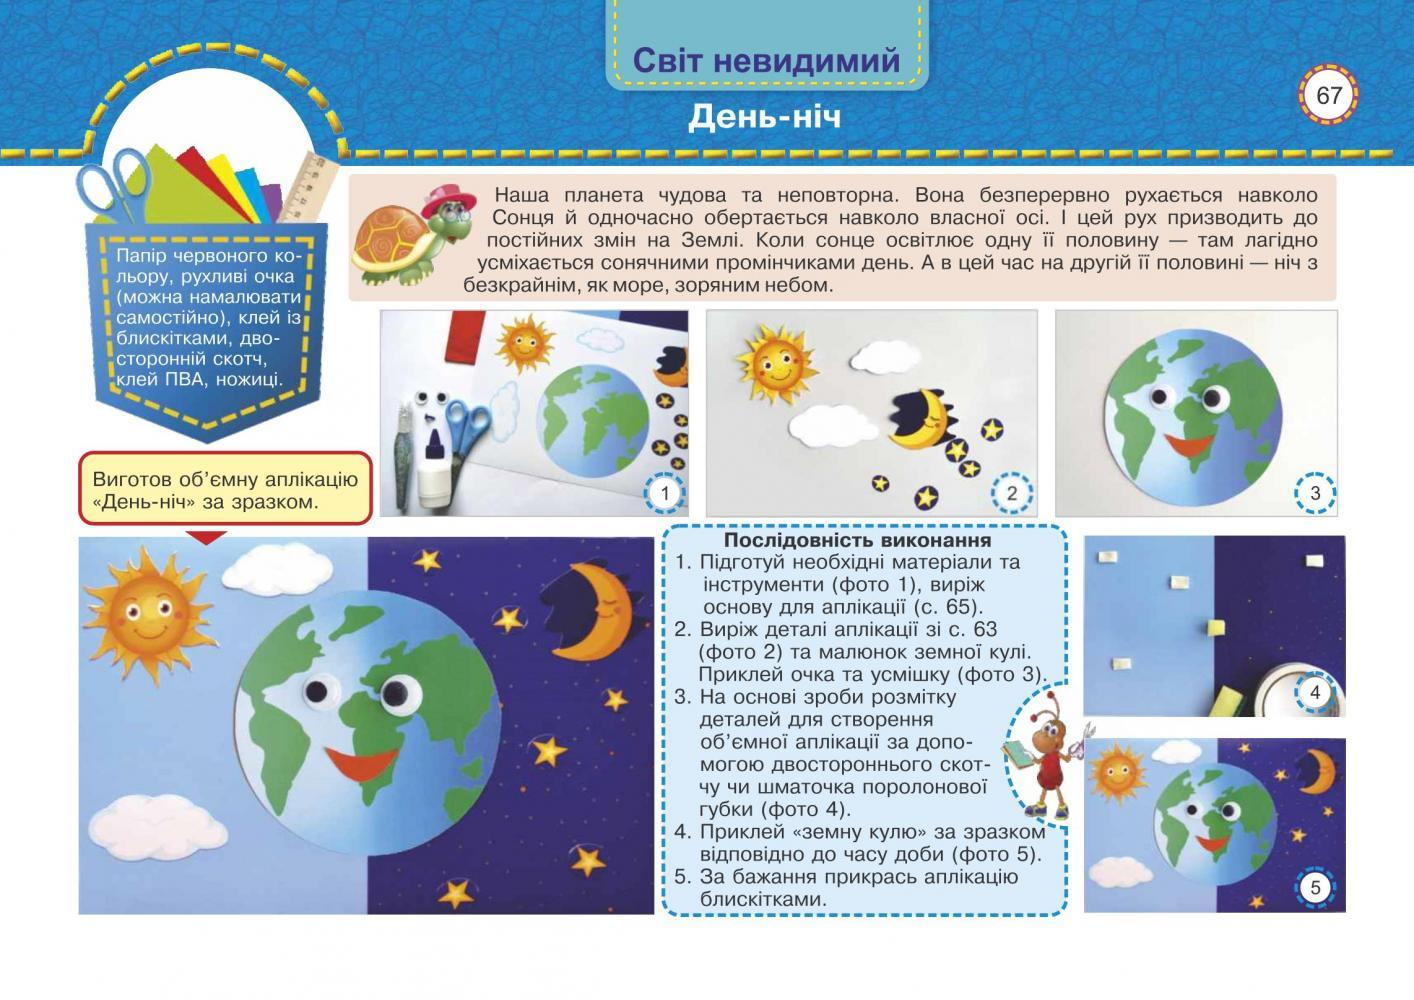 Світ невидимий
День-ніч
67
Папір червоного ко-
льору, рухливі очка
(можна намалювати
самостійно), клей із
блискітками, дво-
сторонній скотч,
клей ПВА, ножиці.
Наша планета чудова та неповторна. Вона безперервно рухається навколо
Сонця й одночасно обертається навколо власної осі. І цей рух призводить до
постійних змін на Землі. Коли сонце освітлює одну її половину — там лагідно
усміхається сонячними промінчиками день. А в цей час на другій її половині — ніч з
безкрайнім, як море, зоряним небом.
1
2
3
Виготов об’ємну аплікацію
«День-ніч» за зразком.
Послідовність виконання
1. Підготуй необхідні матеріали та
інструменти (фото 1), виріж
основу для аплікації (с. 65).
2. Виріж деталі аплікації зі с. 63
(фото 2) та малюнок земної кулі.
Приклей очка та усмішку (фото 3).
3. На основі зроби розмітку
деталей для створення
об’ємної аплікації за допо-
могою двостороннього скот-
чу чи шматочка поролонової
губки (фото 4).
4. Приклей «земну кулю» за зразком
відповідно до часу доби (фото 5).
5. За бажання прикрась аплікацію
блискітками.
4
5